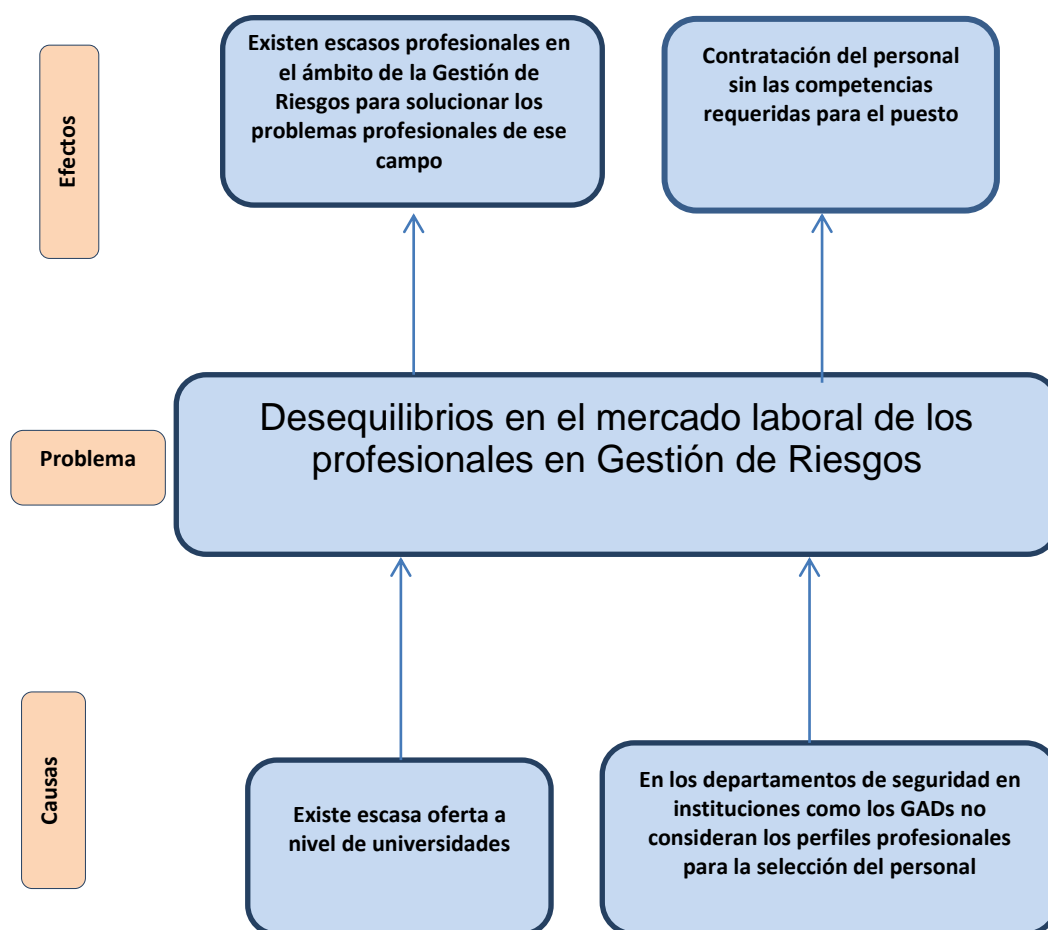 Efectos
Existen escasos profesionales en
el ámbito de la Gestión de
Riesgos para solucionar los
problemas profesionales de ese
campo
Contratación del personal
sin las competencias
requeridas para el puesto
Problema
Desequilibrios en el mercado laboral de los
profesionales en Gestión de Riesgos
Causas
Existe escasa oferta a
nivel de universidades
En los departamentos de seguridad en
instituciones como los GADs no
consideran los perfiles profesionales
para la selección del personal